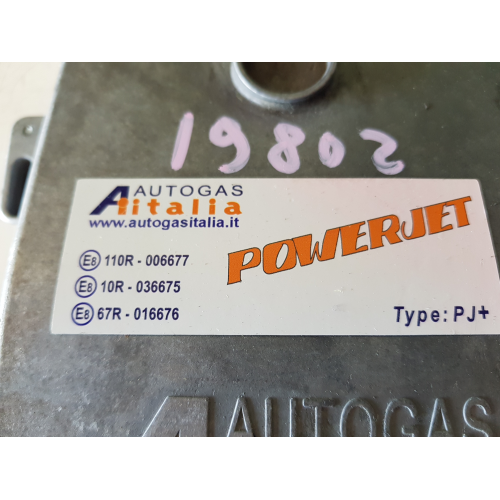 19802
AUTOGAS
italia
www.autogasitalia.it
POWERJET
E8 110R - 006677
E8 10R - 036675
E8 67R - 016676
Type: PJ+
AUTOGAS